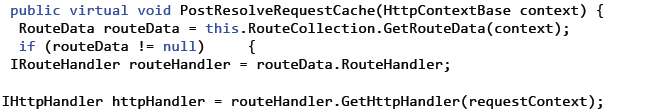 public virtual void PostResolveRequestCache(HttpContextBase context) {
RouteData routeData = this.RouteCollection.GetRouteData(context);
if (routeData != null)     {
IRouteHandler routeHandler = routeData.RouteHandler;
IHttpHandler httpHandler = routeHandler.GetHttpHandler(requestContext);